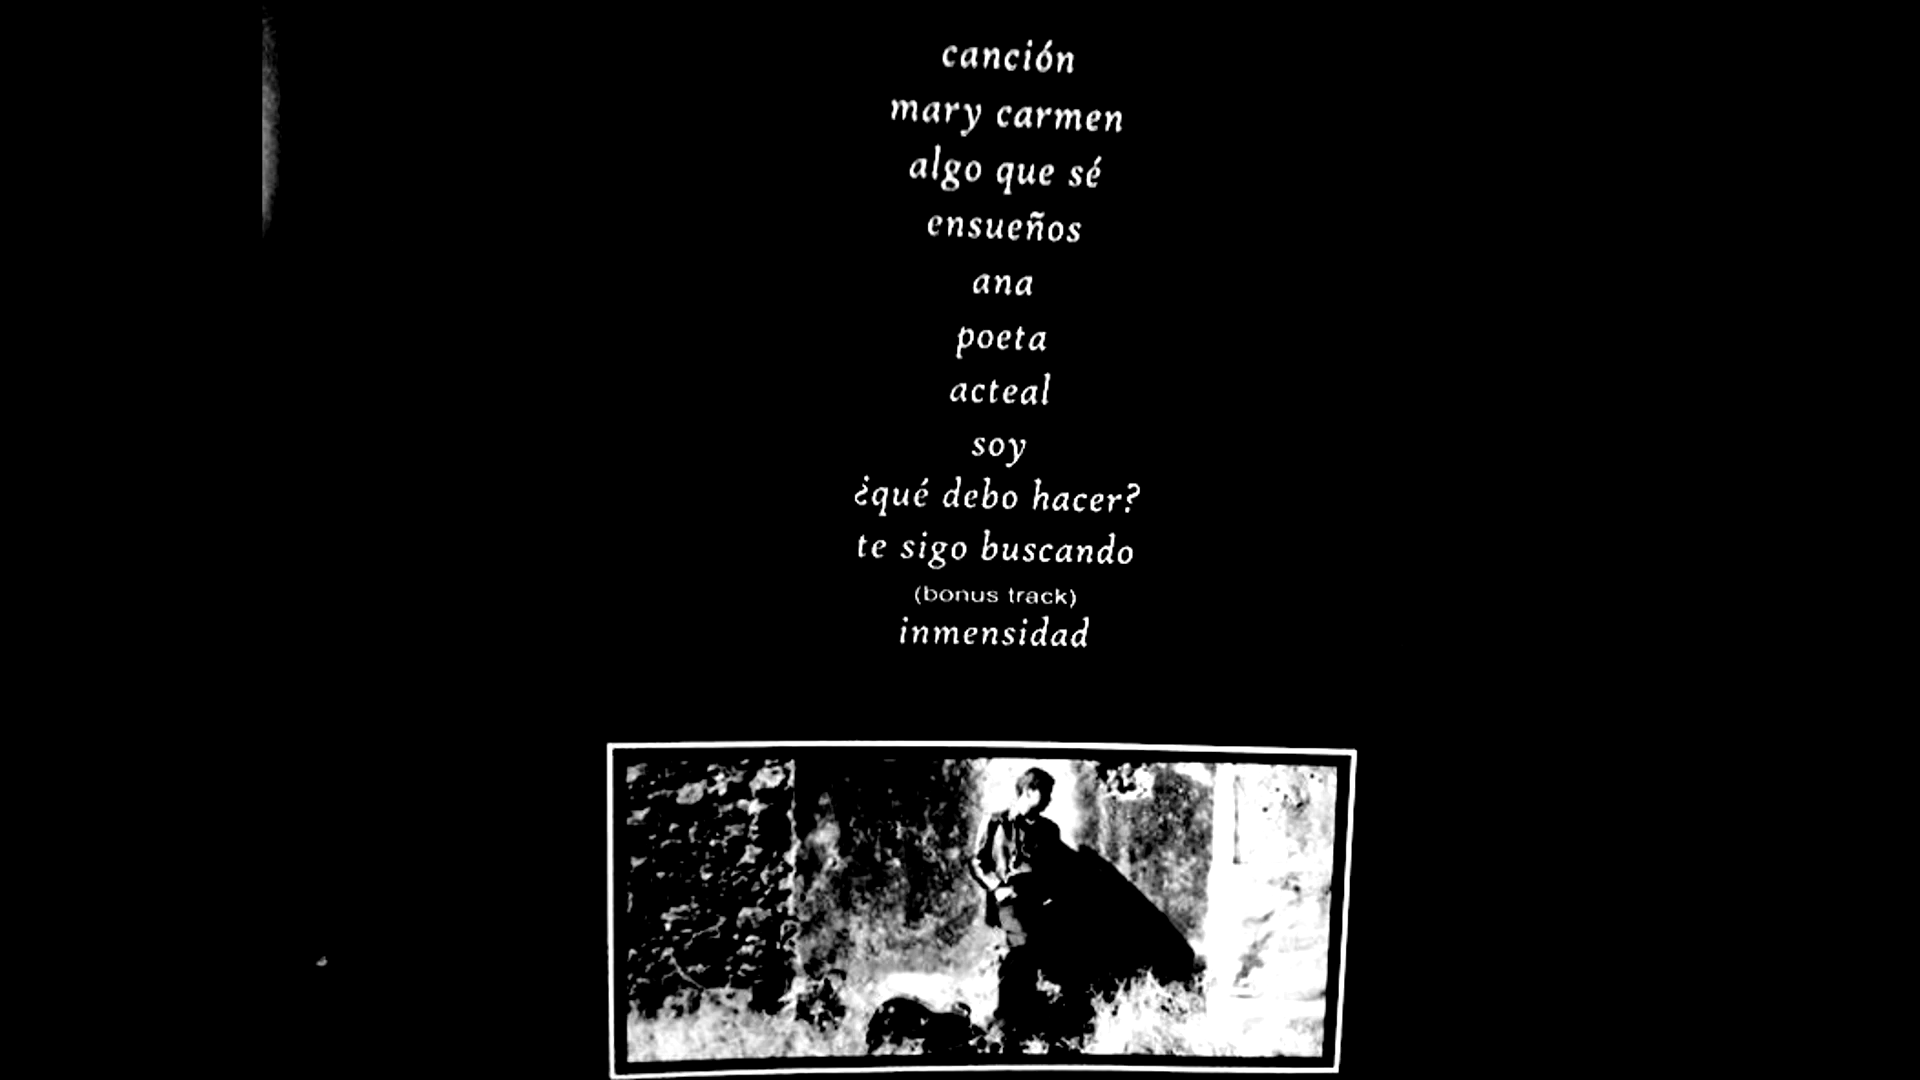 canción
mary carmen
algo que sé
ensueños
ana
poeta
acteal
soy
¿qué debo hacer?
te sigo buscando
(bonus track)
inmensidad